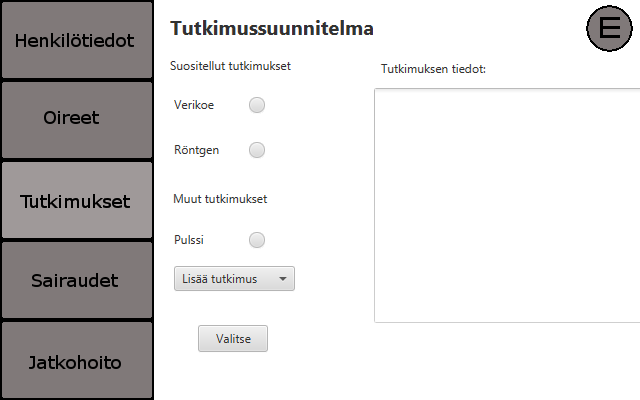 Henkilötiedot
Oireet
Tutkimukset
Sairaudet
Jatkohoito
Tutkimussuunnitelma
E
Suositellut tutkimukset
Verikoe
Röntgen
Muut tutkimukset
Pulssi
Lisää tutkimus
Valitse
Tutkimuksen tiedot: